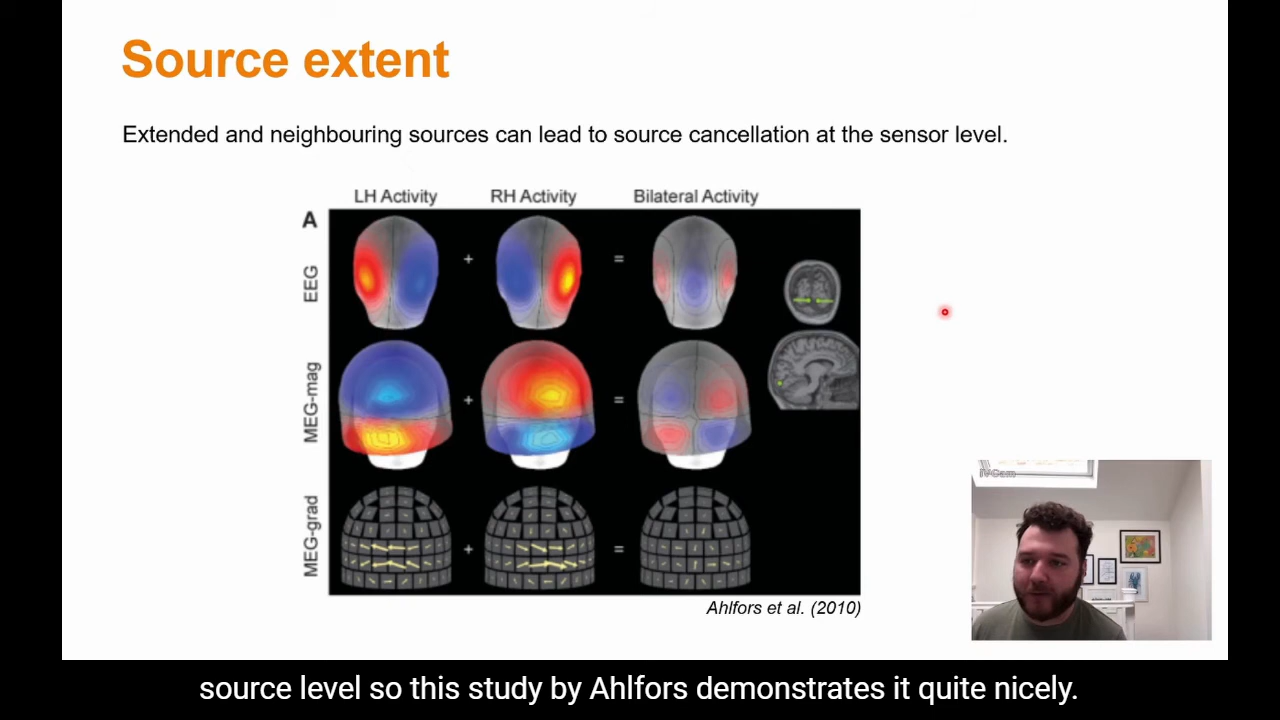 Source extent
Extended and neighbouring sources can lead to source cancellation at the sensor level.
LH Activity RH Activity Bilateral Activity
A
EEG
+ =
MEG-mag
+ =
MEG-grad
+ =
Ahlfors et al. (2010)
iVCam
source level so this study by Ahlfors demonstrates it quite nicely.